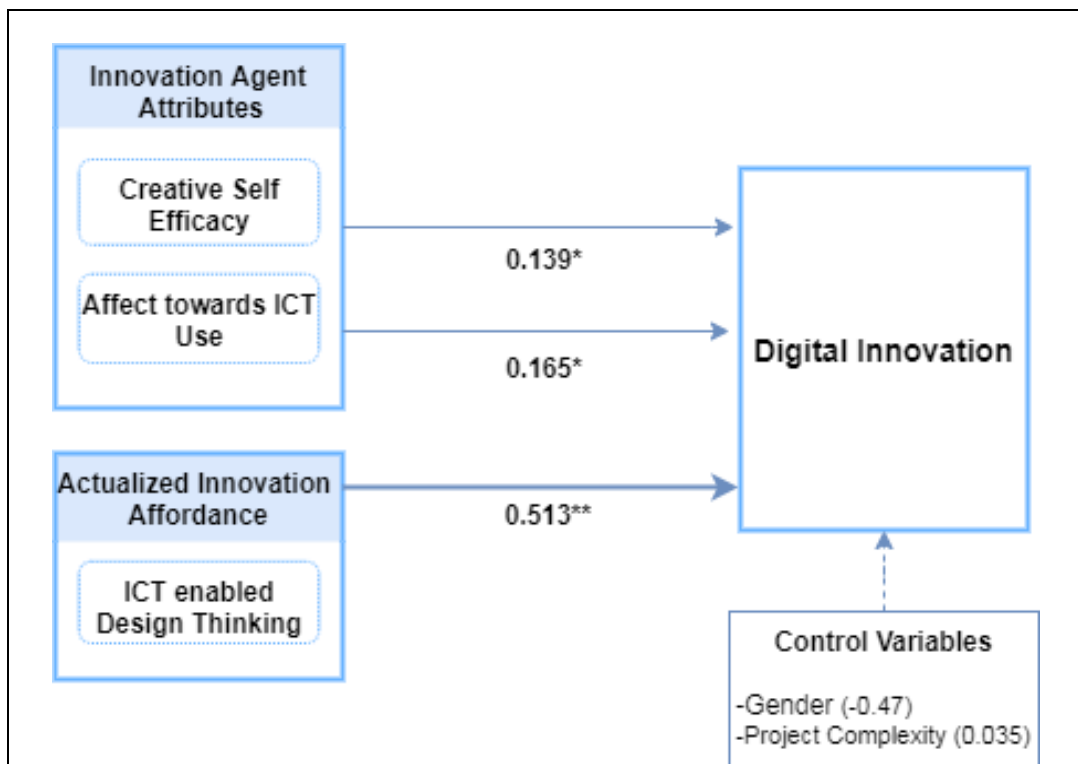 Innovation Agent
Attributes
Creative Self
Efficacy
Affect towards ICT
Use
0.139*
0.165*
Digital Innovation
Actualized Innovation
Affordance
ICT enabled
Design Thinking
0.513**
Control Variables
-Gender (-0.47)
-Project Complexity (0.035)